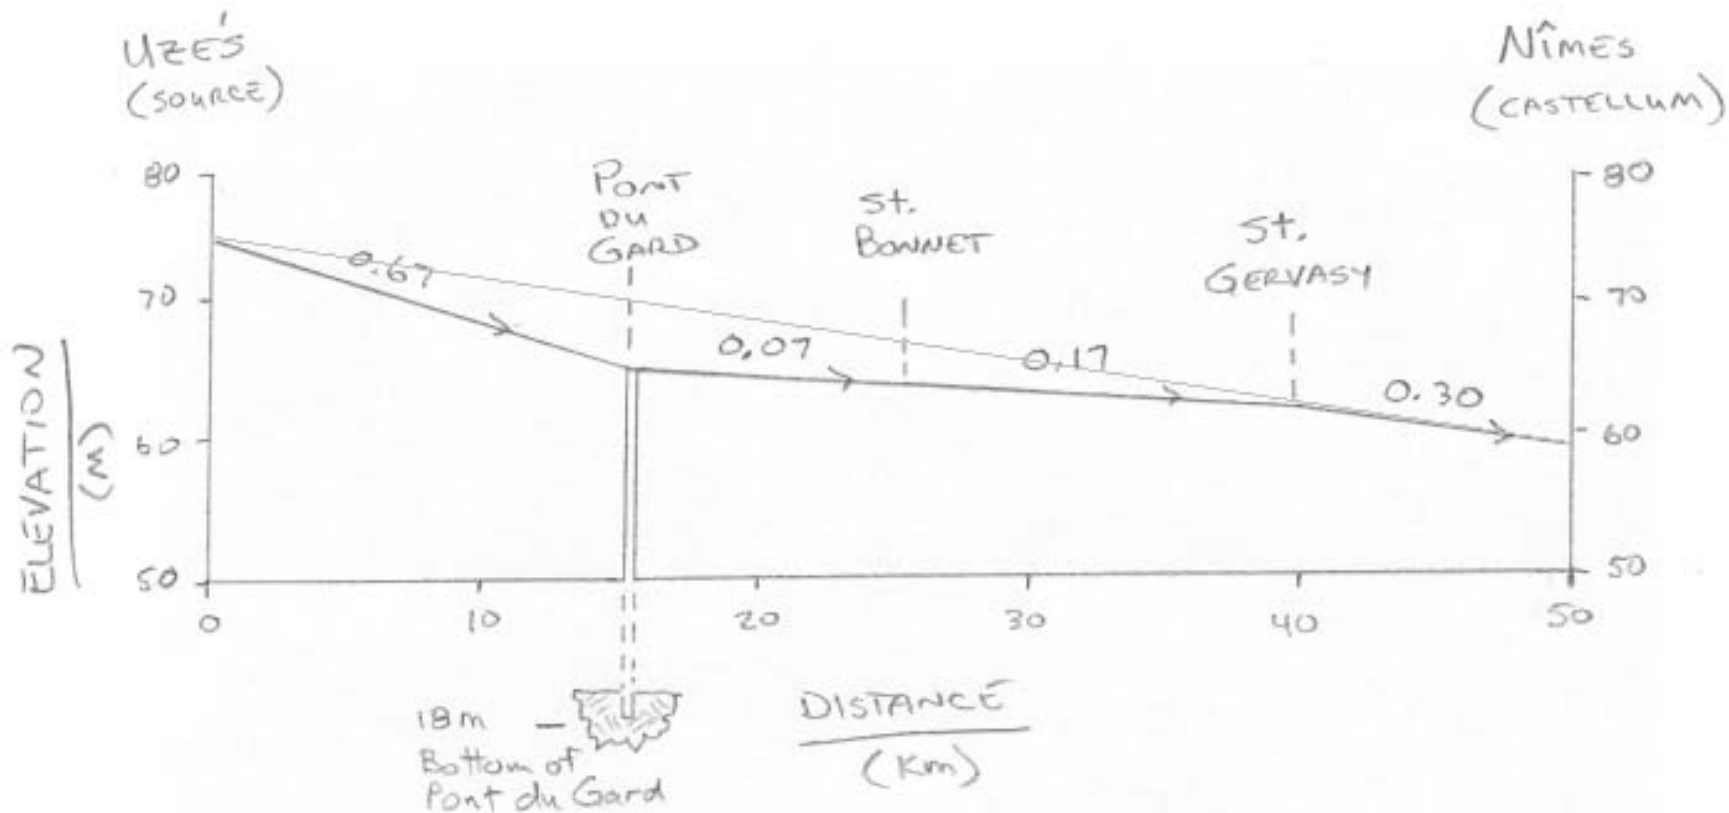 UZÉS
(SOURCE)
NÎMES
(CASTELLUM)
PONT
DU
GARD
St.
BONNET
St.
GERVASY
80
70
60
50
80
70
60
50
0.67
0.07
0.17
0.30
ELEVATION
(M)
0
10
20
30
40
50
18m
Bottom of
Pont du Gard
DISTANCE
(Km)